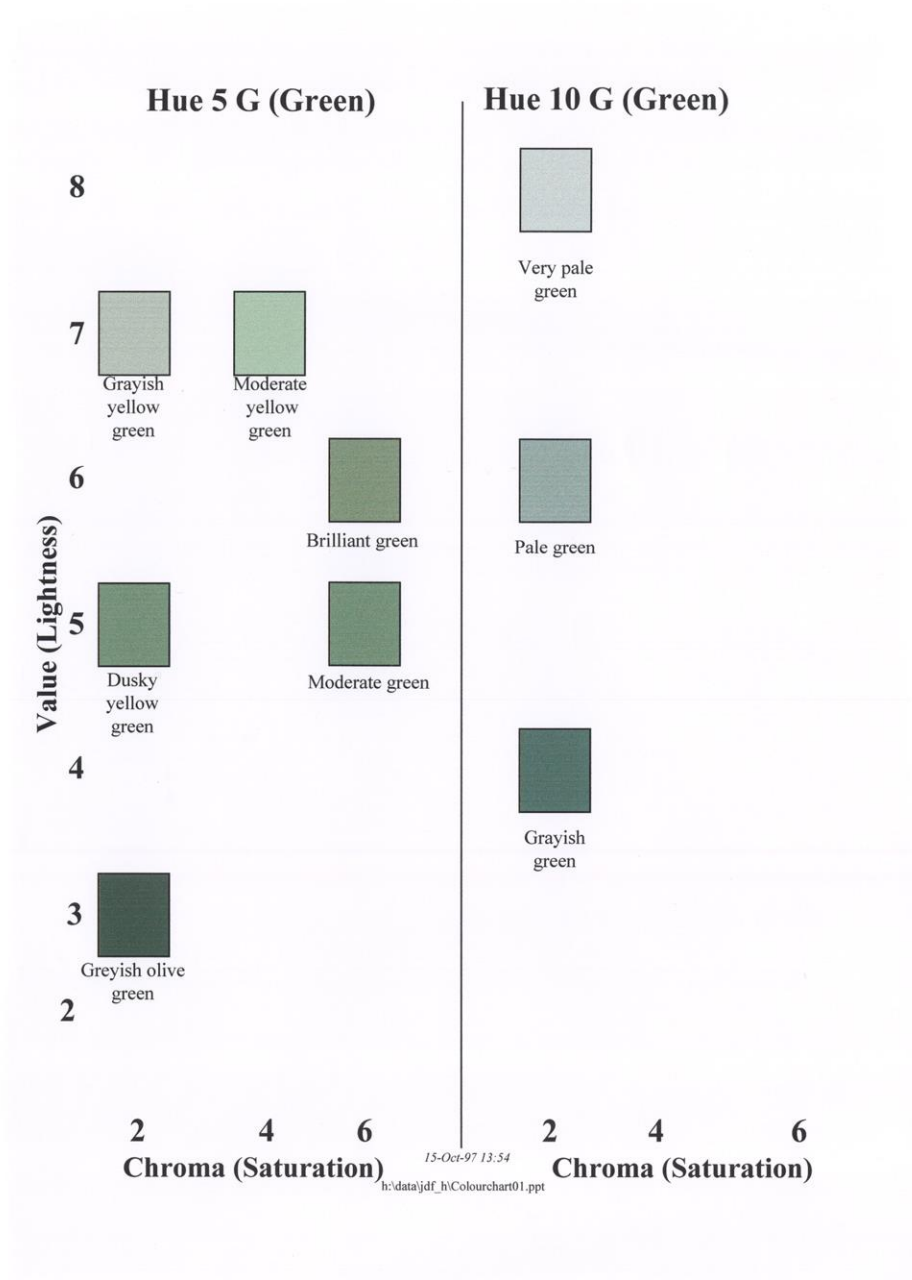 Hue 5 G (Green)
Hue 10 G (Green)
8
Very pale
green
7
Grayish
yellow
green
Moderate
yellow
green
6
Brilliant green
Pale green
Value (Lightness)
5
Dusky
yellow
green
Moderate green
4
Grayish
green
3
Greyish olive
green
2
2 4 6
2 4 6
Chroma (Saturation)
15-Oct-97 13:54
h:\data\jdf_h\Colourchart01.ppt
Chroma (Saturation)